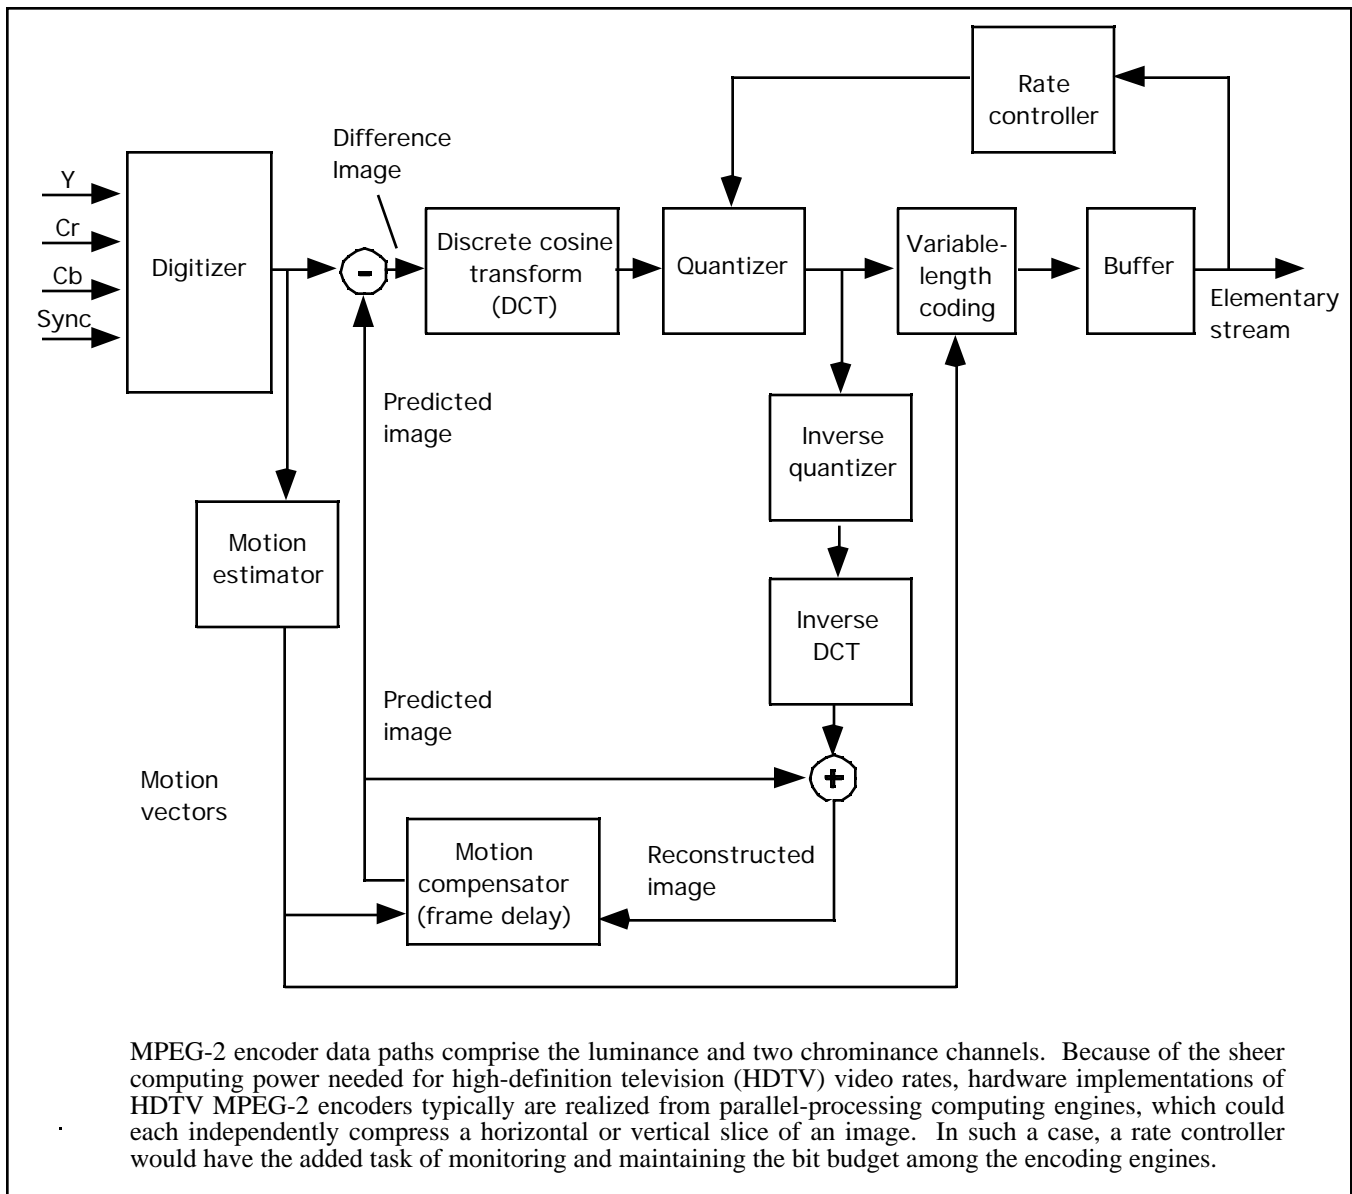 Rate
controller
Difference
Image
Y
Cr
Cb
Sync
Digitizer
-
Discrete cosine
transform
(DCT)
Quantizer
Variable-
length
coding
Buffer
Elementary
stream
Predicted
image
Inverse
quantizer
Motion
estimator
Inverse
DCT
Predicted
image
Motion
vectors
+
Motion
compensator
(frame delay)
Reconstructed
image
MPEG-2 encoder data paths comprise the luminance and two chrominance channels.  Because of the sheer
computing power needed for high-definition television (HDTV) video rates, hardware implementations of
HDTV MPEG-2 encoders typically are realized from parallel-processing computing engines, which could
each independently compress a horizontal or vertical slice of an image.  In such a case, a rate controller
would have the added task of monitoring and maintaining the bit budget among the encoding engines.